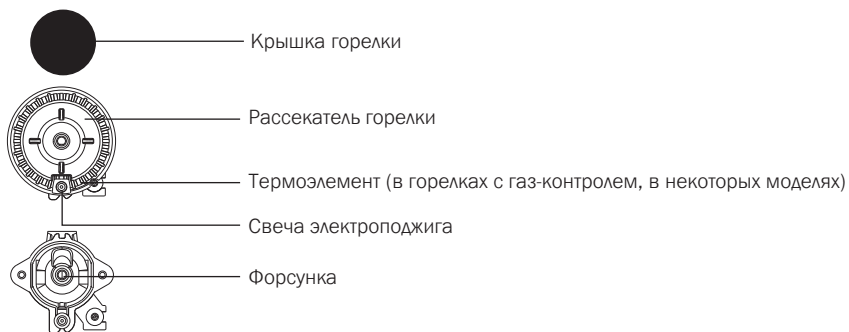 Крышка горелки
Рассекатель горелки
Термоэлемент (в горелках с газ-контролем, в некоторых моделях)
Свеча электроподжига
Форсунка